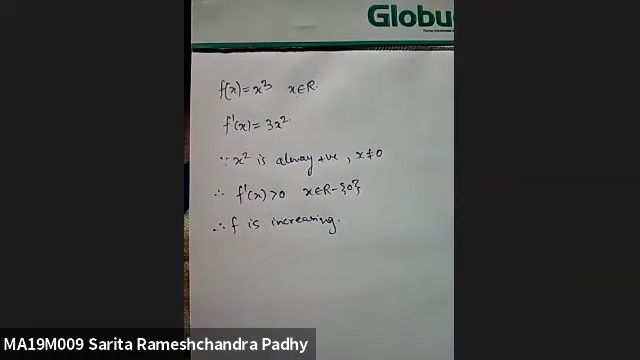 Globu
f(x) = x³ x∈R.
f'(x) = 3x².
∵ x² is alway +ve, x≠0
∴ f'(x) > 0 x∈R-{0}
∴ f is increasing.
MA19M009 Sarita Rameshchandra Padhy